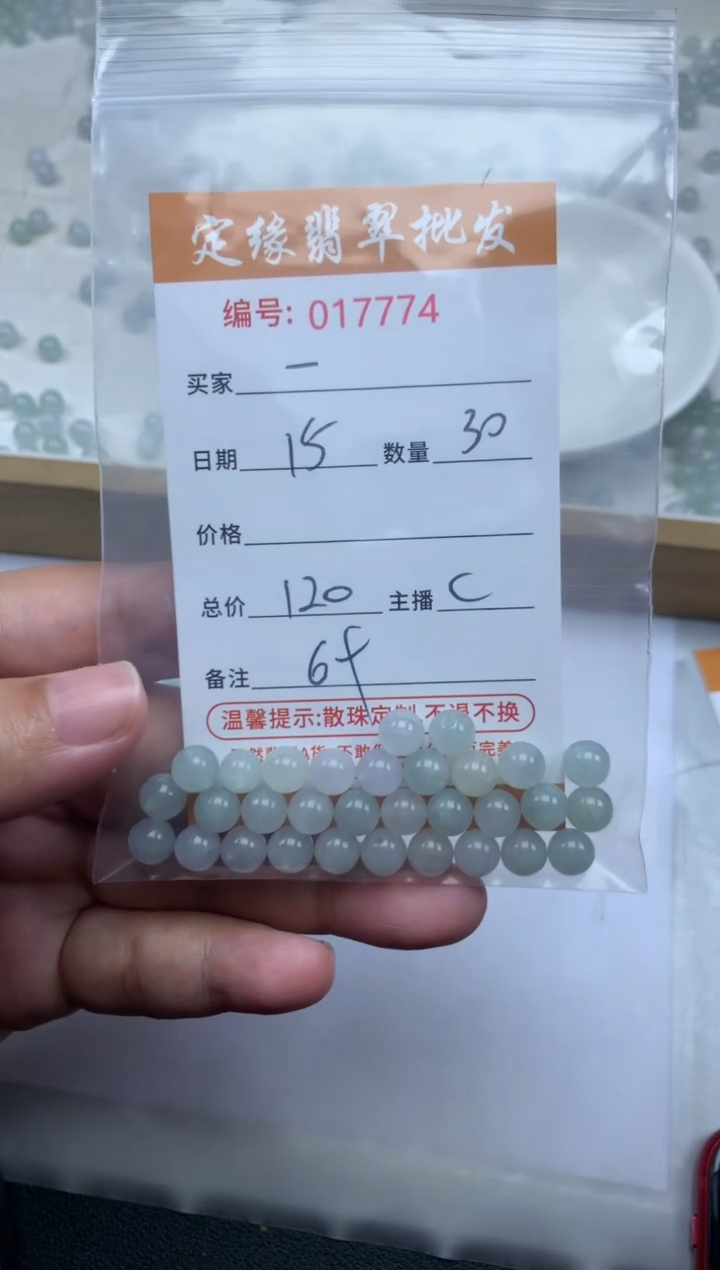 定缘翡翠批发
编号: 017774
买家 一
日期 15 数量 30
价格
总价 120 主播 C
备注 6f
温馨提示:散珠定制 不退不换